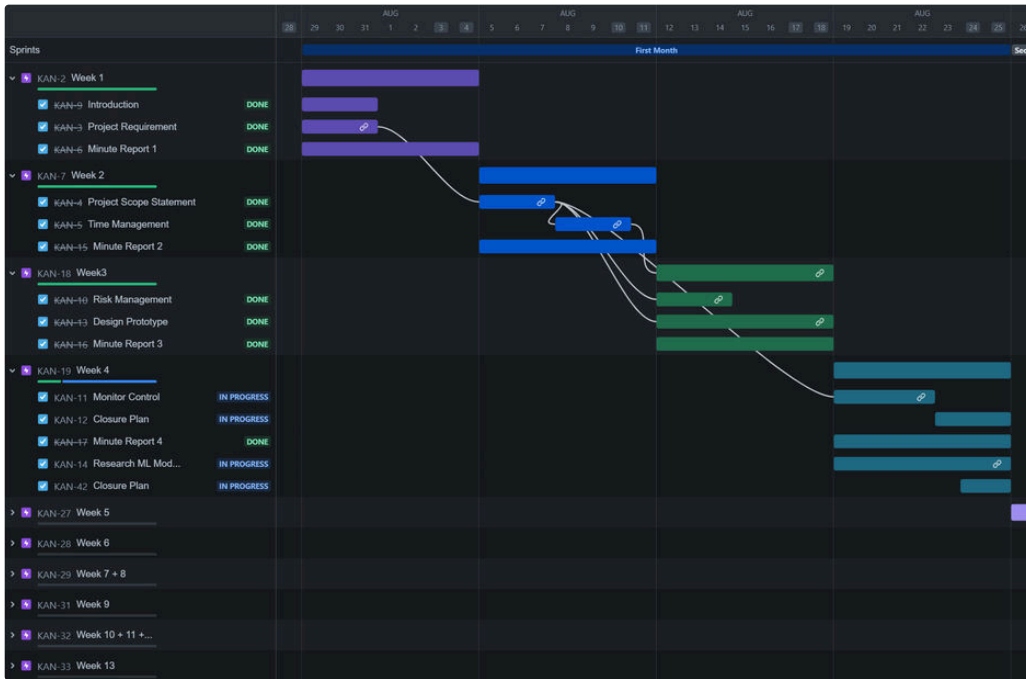 AUG AUG AUG AUG
28 29 30 31 1 2 3 4 5 6 7 8 9 10 11 12 13 14 15 16 17 18 19 20 21 22 23 24 25
Sprints First Month Sec
KAN-2 Week 1
KAN-9 Introduction DONE
KAN-3 Project Requirement DONE
KAN-6 Minute Report 1 DONE
KAN-7 Week 2
KAN-4 Project Scope Statement DONE
KAN-5 Time Management DONE
KAN-15 Minute Report 2 DONE
KAN-18 Week3
KAN-10 Risk Management DONE
KAN-13 Design Prototype DONE
KAN-16 Minute Report 3 DONE
KAN-19 Week 4
KAN-11 Monitor Control IN PROGRESS
KAN-12 Closure Plan IN PROGRESS
KAN-17 Minute Report 4 DONE
KAN-14 Research ML Mod... IN PROGRESS
KAN-42 Closure Plan IN PROGRESS
KAN-27 Week 5
KAN-28 Week 6
KAN-29 Week 7 + 8
KAN-31 Week 9
KAN-32 Week 10 + 11 +...
KAN-33 Week 13